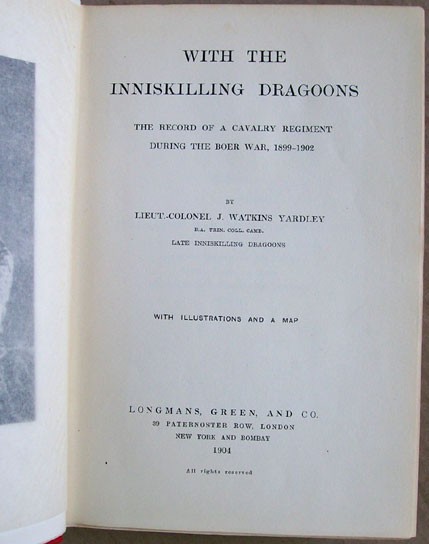 WITH THE
INNISKILLING DRAGOONS
THE RECORD OF A CAVALRY REGIMENT
DURING THE BOER WAR, 1899-1902
BY
LIEUT.-COLONEL J. WATKINS YARDLEY
B.A. TRIN. COLL. CAMB.
LATE INNISKILLING DRAGOONS
WITH ILLUSTRATIONS AND A MAP
LONGMANS, GREEN, AND CO.
39 PATERNOSTER ROW, LONDON
NEW YORK AND BOMBAY
1904
All rights reserved